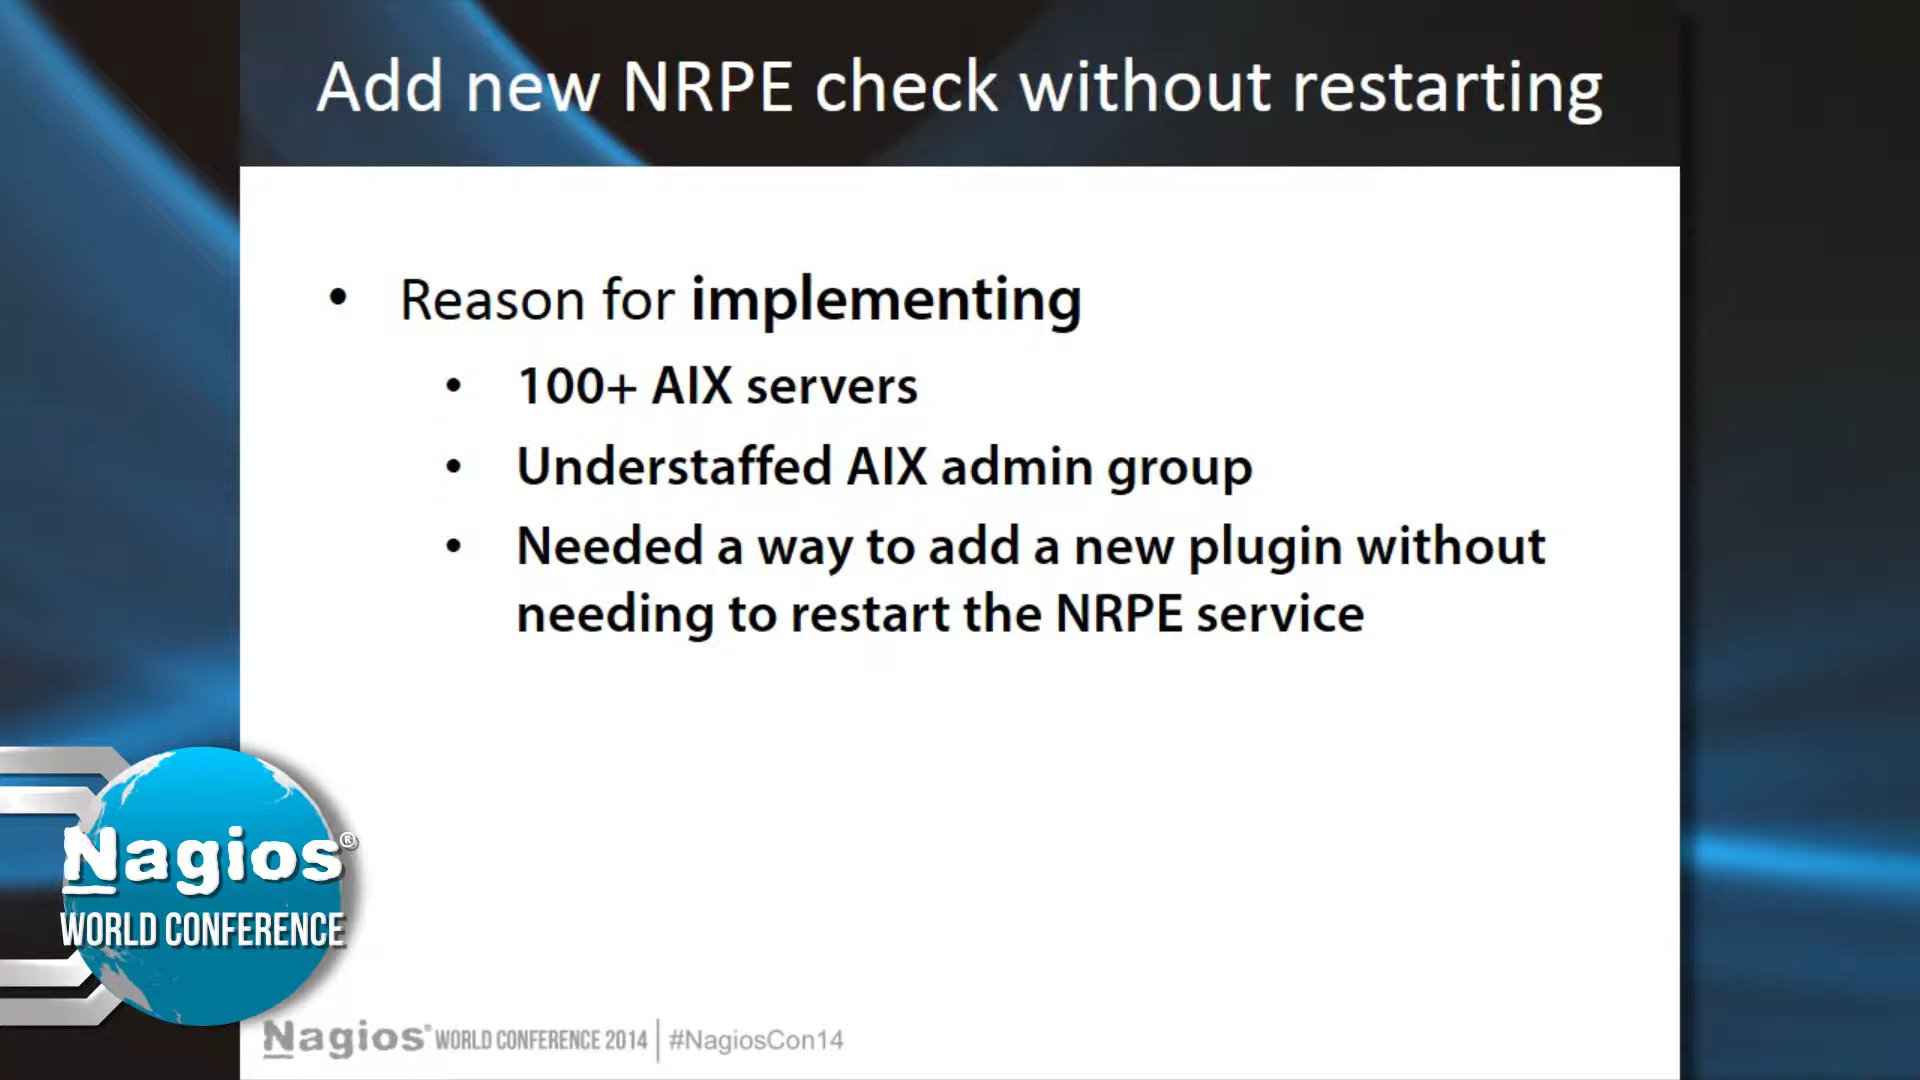 Add new NRPE check without restarting
• Reason for implementing
• 100+ AIX servers
• Understaffed AIX admin group
• Needed a way to add a new plugin without
needing to restart the NRPE service
Nagios®
WORLD CONFERENCE
Nagios® WORLD CONFERENCE 2014 | #NagiosCon14